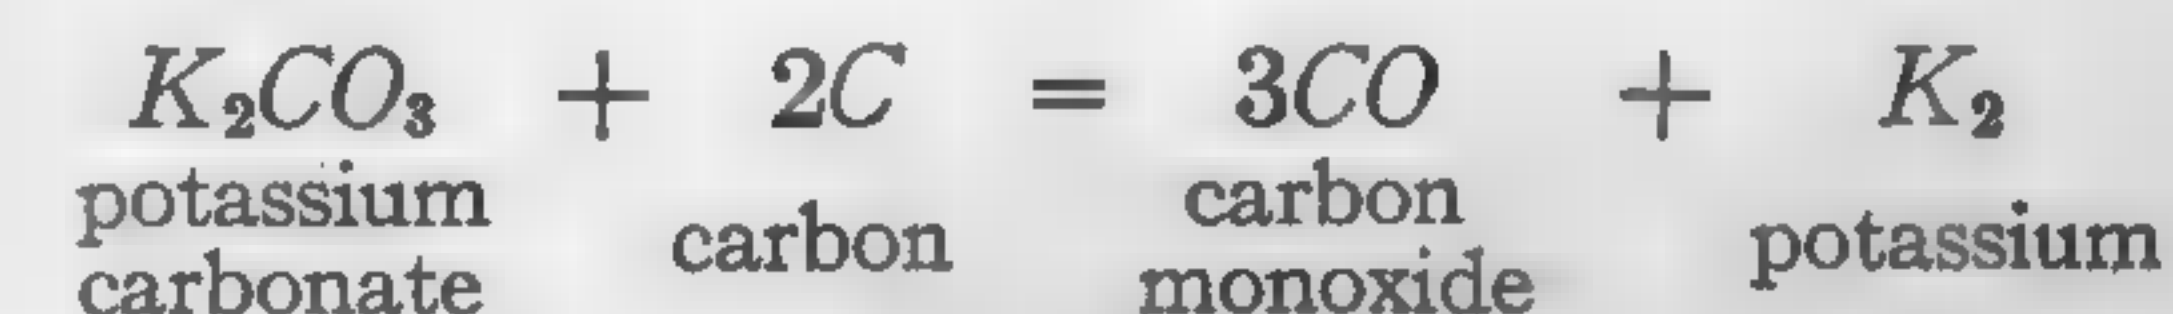 K₂CO₃ + 2C = 3CO + K₂
potassium carbon carbon potassium
carbonate monoxide